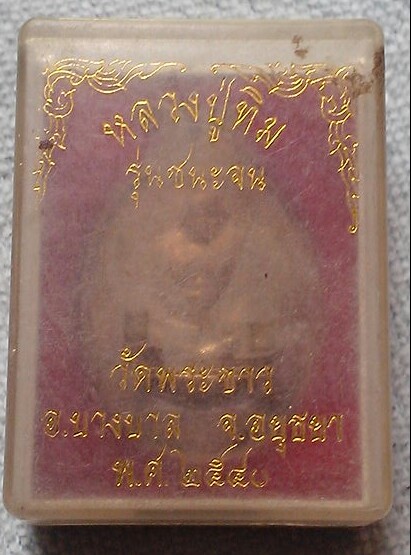 หลวงปู่ทิม
รุ่นชนะจน
วัดพระขาว
อ.บางบาล จ.อยุธยา
พ.ศ.๒๕๔๐